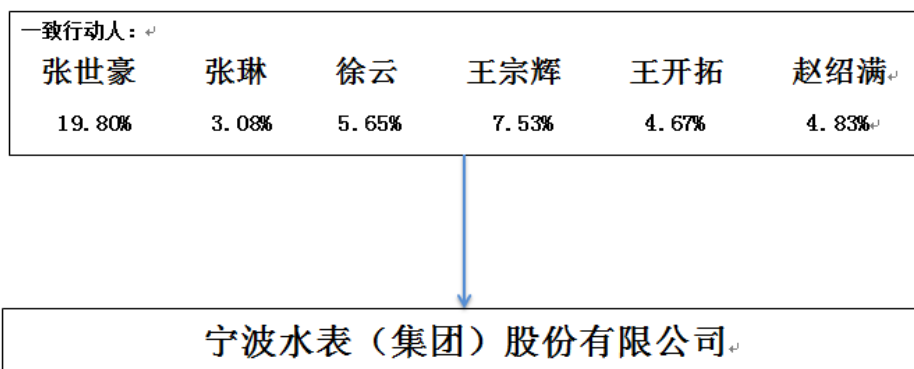 一致行动人：
张世豪 张琳 徐云 王宗辉 王开拓 赵绍满
19.80% 3.08% 5.65% 7.53% 4.67% 4.83%
宁波水表（集团）股份有限公司